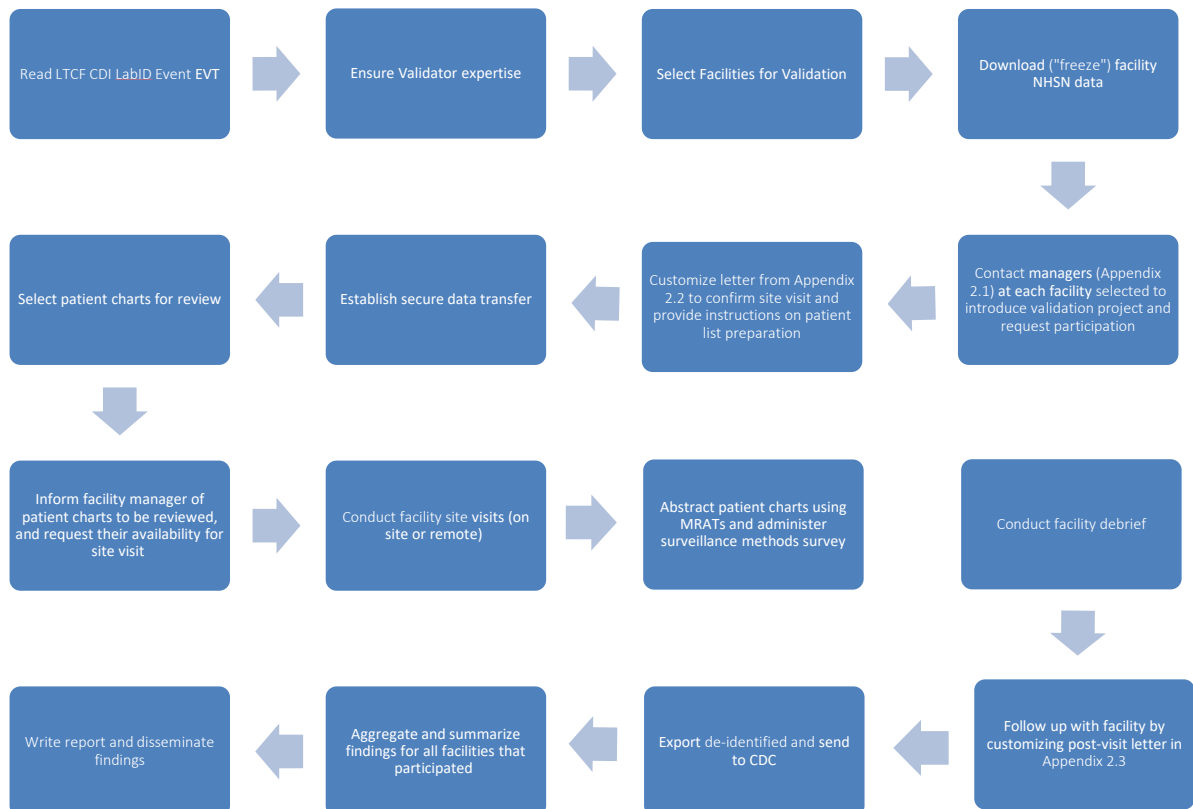 Read LTCF CDI LabID Event EVT
Ensure Validator expertise
Select Facilities for Validation
Download ("freeze") facility
NHSN data
Contact managers (Appendix
2.1) at each facility selected to
introduce validation project and
request participation
Customize letter from Appendix
2.2 to confirm site visit and
provide instructions on patient
list preparation
Establish secure data transfer
Select patient charts for review
Inform facility manager of
patient charts to be reviewed,
and request their availability for
site visit
Conduct facility site visits (on
site or remote)
Abstract patient charts using
MRATs and administer
surveillance methods survey
Conduct facility debrief
Follow up with facility by
customizing post-visit letter in
Appendix 2.3
Export de-identified and send
to CDC
Aggregate and summarize
findings for all facilities that
participated
Write report and disseminate
findings